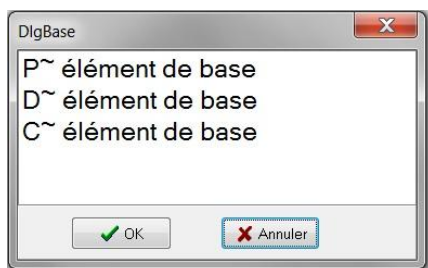 DlgBase
P~ élément de base
D~ élément de base
C~ élément de base
OK
Annuler